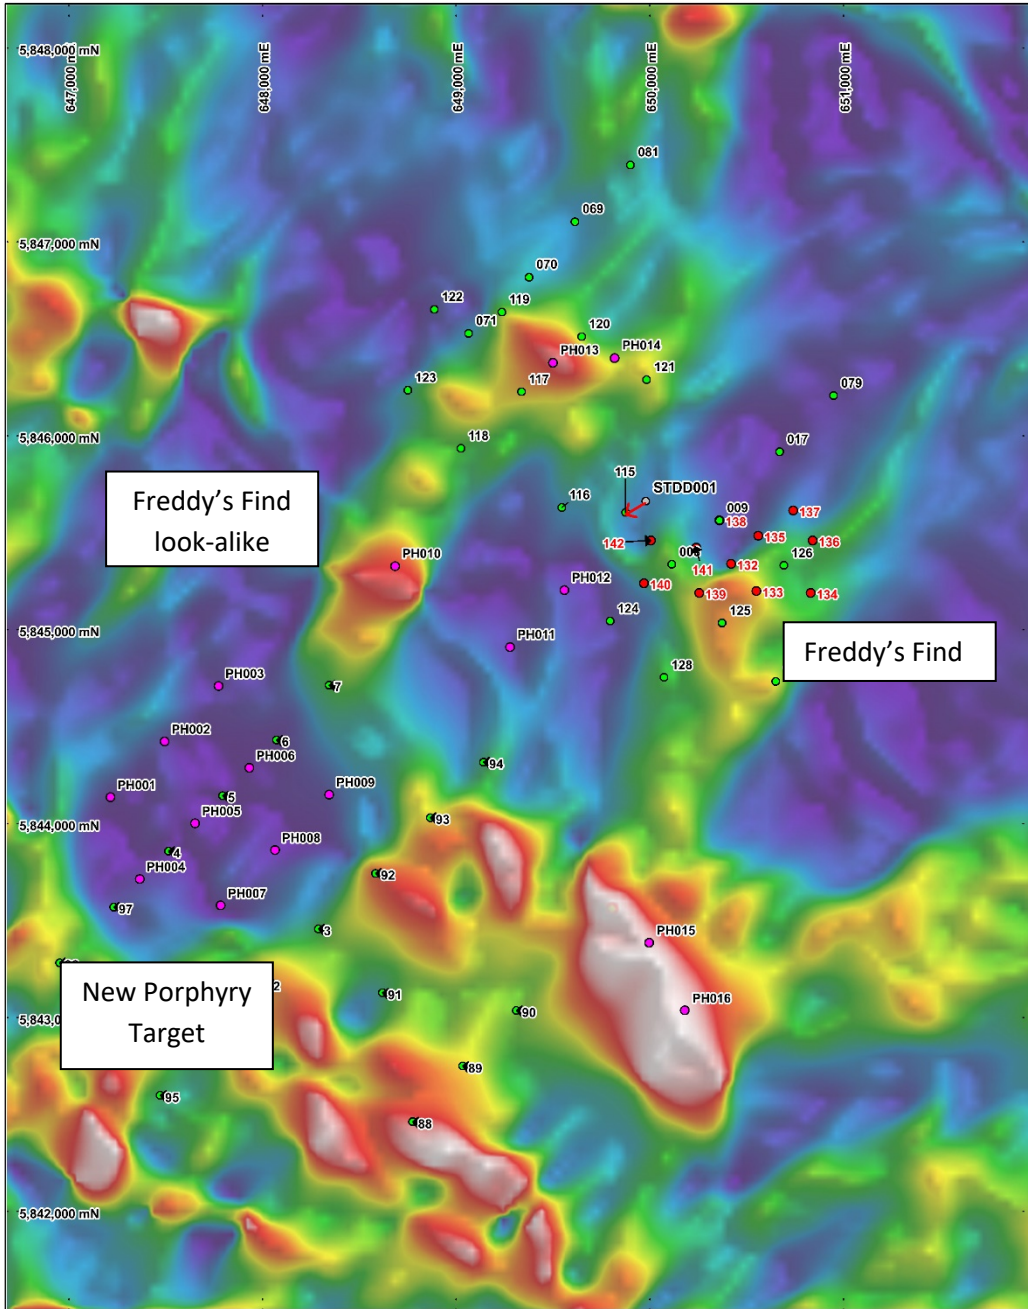 5,848,000 mN
647,000 mE
648,000 mE
649,000 mE
650,000 mE
651,000 mE
081
069
5,847,000 mN
070
122
119
071
120
PH013
PH014
123
117
121
079
5,846,000 mN
118
017
115
STDD001
Freddy's Find
look-alike
116
009
138
137
142
135
136
141
132
126
PH010
PH012
140
139
133
134
124
125
5,845,000 mN
PH011
Freddy's Find
128
PH003
7
PH002
6
PH006
94
PH001
5
PH009
PH005
5,844,000 mN
93
4
PH008
PH004
92
97
PH007
3
PH015
New Porphyry
Target
91
90
PH016
89
95
88
5,842,000 mN